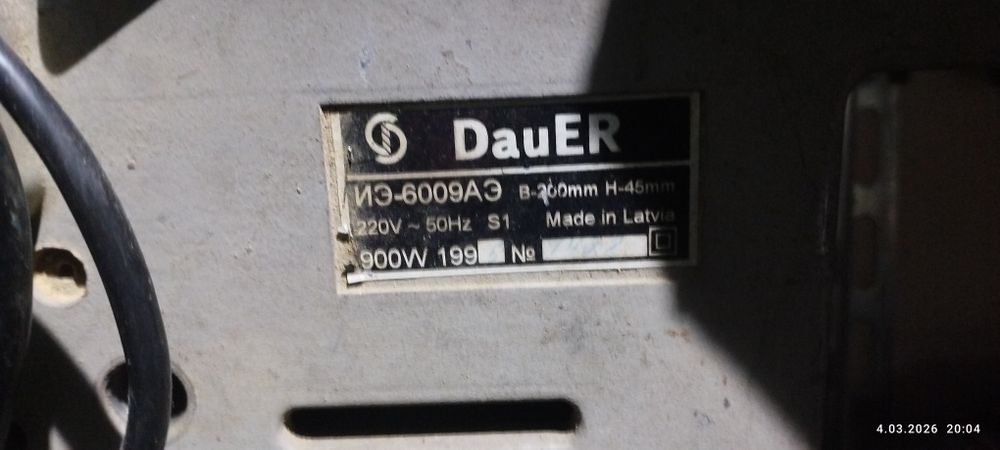 DauER
ИЭ-6009АЭ B-200mm H-45mm
220V ~ 50Hz S1 Made in Latvia
900W 199 №
4.03.2026 20:04